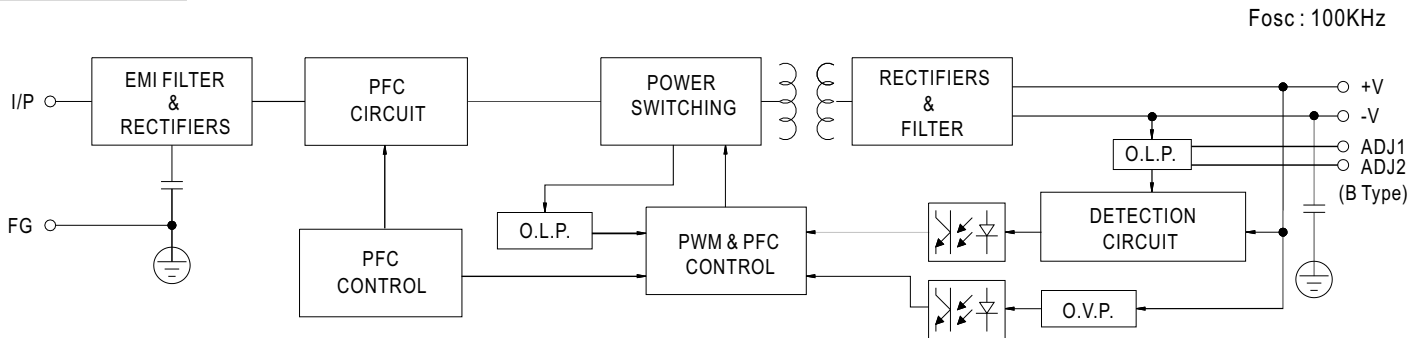 Fosc : 100KHz
I/P
EMI FILTER
&
RECTIFIERS
PFC
CIRCUIT
POWER
SWITCHING
RECTIFIERS
&
FILTER
+V
-V
O.L.P.
ADJ1
ADJ2
(B Type)
FG
O.L.P.
PFC
CONTROL
PWM & PFC
CONTROL
DETECTION
CIRCUIT
O.V.P.